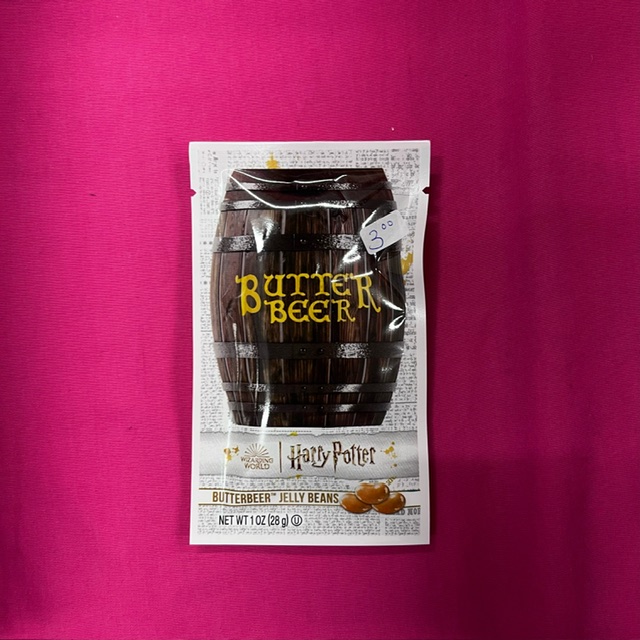 3.00
BUTTER
BEER
WIZARDING
WORLD
Harry Potter
BUTTERBEER™ JELLY BEANS
NET WT 1 OZ (28 g) Ⓤ